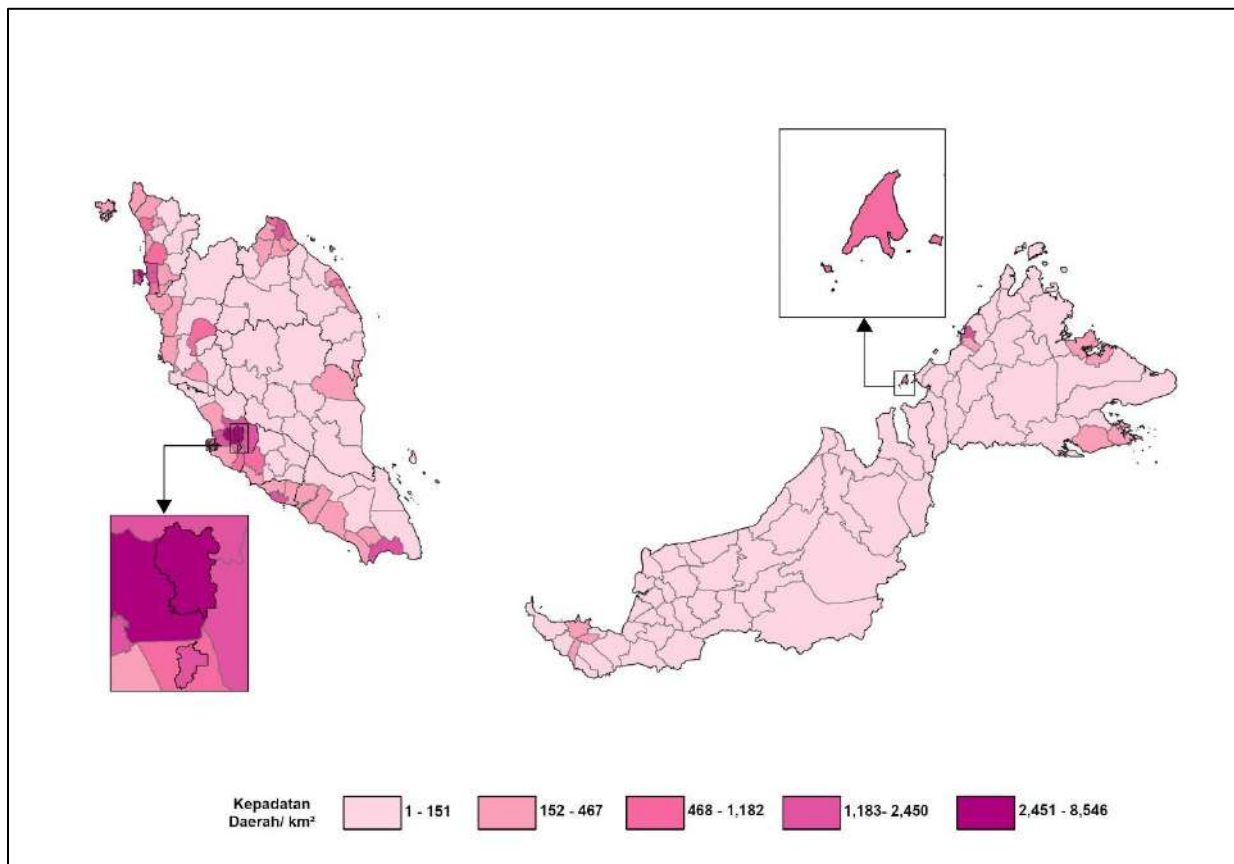 Kepadatan
Daerah/ km²
1 - 151
152 - 467
468 - 1,182
1,183- 2,450
2,451 - 8,546